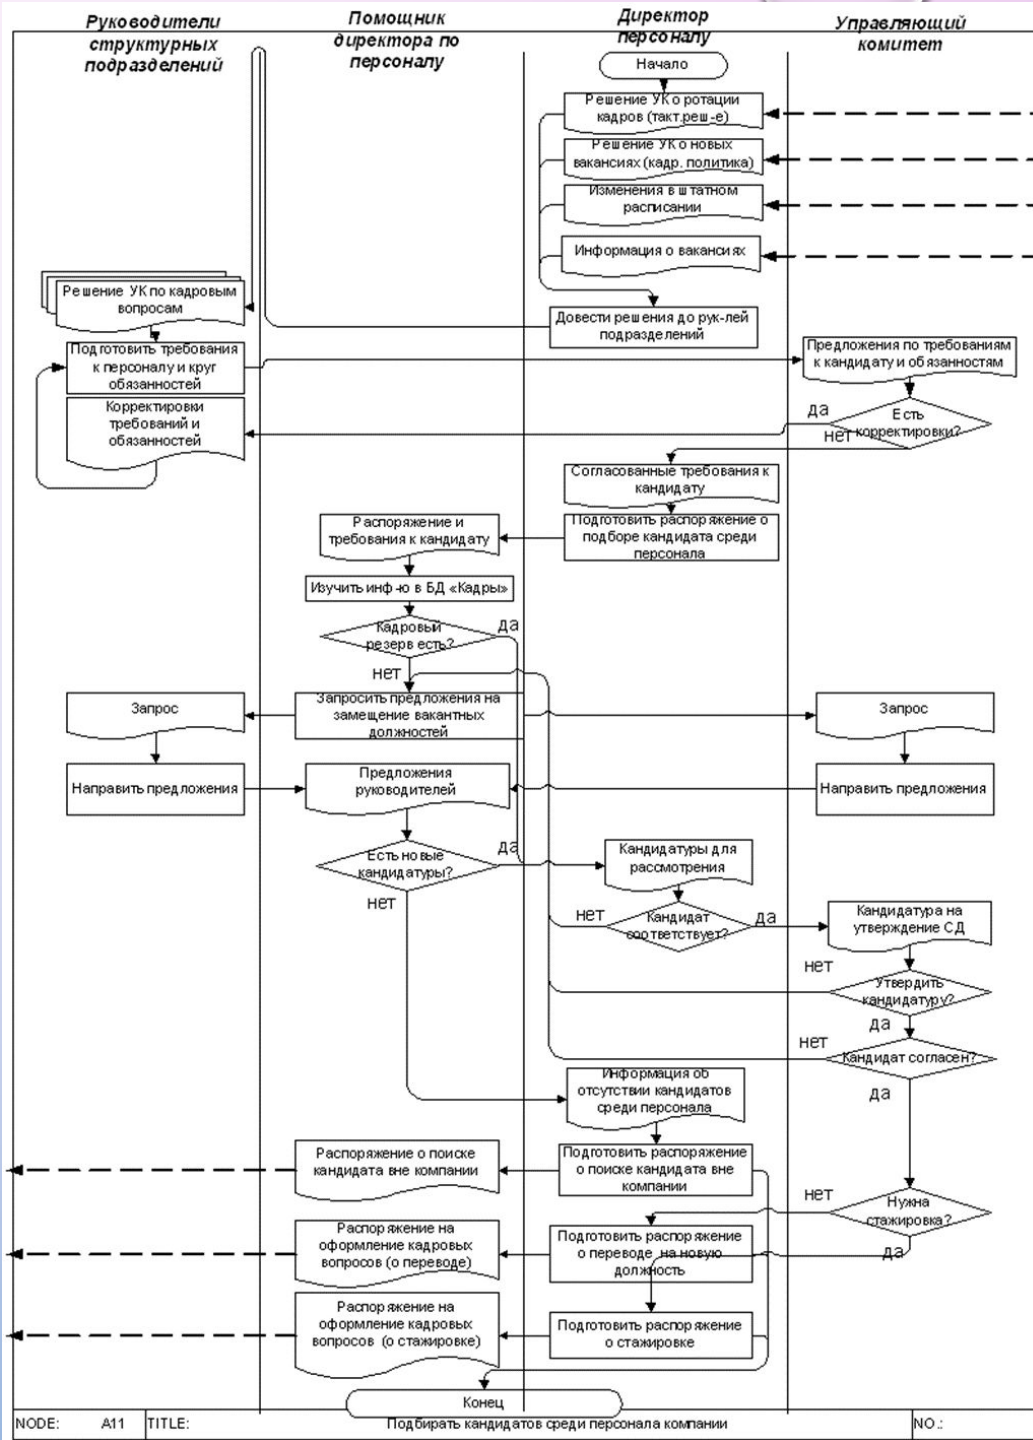 Руководители
структурных
подразделений
Помощник
директора по
персоналу
Директор
персоналу
Управляющий
комитет
Начало
Решение УК о ротации
кадров (такт.реш-е)
Решение УК о новых
вакансиях (кадр. политика)
Изменения в штатном
расписании
Информация о вакансиях
Решение УК по кадровым
вопросам
Довести решения до рук-лей
подразделений
Подготовить требования
к персоналу и круг
обязанностей
Предложения по требованиям
к кандидату и обязанностям
Корректировки
требований и
обязанностей
да
Есть
корректировки?
нет
Согласованные требования к
кандидату
Распоряжение и
требования к кандидату
Подготовить распоряжение о
подборе кандидата среди
персонала
Изучить инф-ю в БД «Кадры»
Кадровый
резерв есть?
да
нет
Запрос
Запросить предложения на
замещение вакантных
должностей
Запрос
Направить предложения
Предложения
руководителей
Направить предложения
Есть новые
кандидатуры?
да
нет
Кандидатуры для
рассмотрения
нет
Кандидат
соответствует?
да
Кандидатура на
утверждение СД
нет
Утвердить
кандидатуру?
да
нет
Кандидат согласен?
да
Информация об
отсутствии кандидатов
среди персонала
Распоряжение о поиске
кандидата вне компании
Подготовить распоряжение
о поиске кандидата вне
компании
нет
Нужна
стажировка?
да
Распоряжение на
оформление кадровых
вопросов (о переводе)
Подготовить распоряжение
о переводе на новую
должность
Распоряжение на
оформление кадровых
вопросов (о стажировке)
Подготовить распоряжение
о стажировке
Конец
NODE: A11 TITLE: Подбирать кандидатов среди персонала компании NO.: